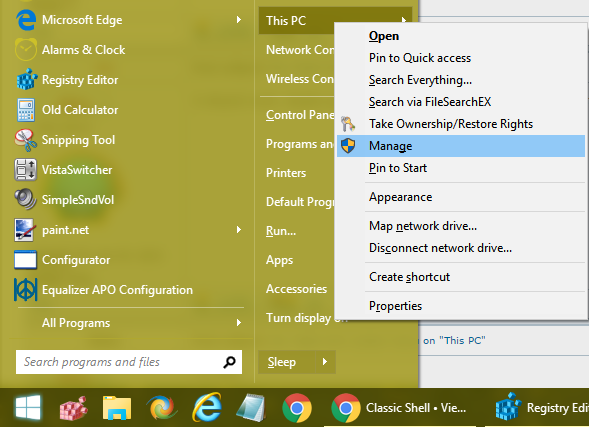 Microsoft Edge
Alarms & Clock
Registry Editor
Old Calculator
Snipping Tool
VistaSwitcher
SimpleSndVol
paint.net
Configurator
Equalizer APO Configuration
All Programs
Search programs and files
This PC
Network Con
Wireless Con
Control Pane
Programs an
Printers
Default Prog
Run...
Apps
Accessories
Turn display o
Sleep
Open
Pin to Quick access
Search Everything...
Search via FileSearchEX
Take Ownership/Restore Rights
Manage
Pin to Start
Appearance
Map network drive...
Disconnect network drive...
Create shortcut
Properties
on "This PC"
Classic Shell • Vie...
Registry Edi